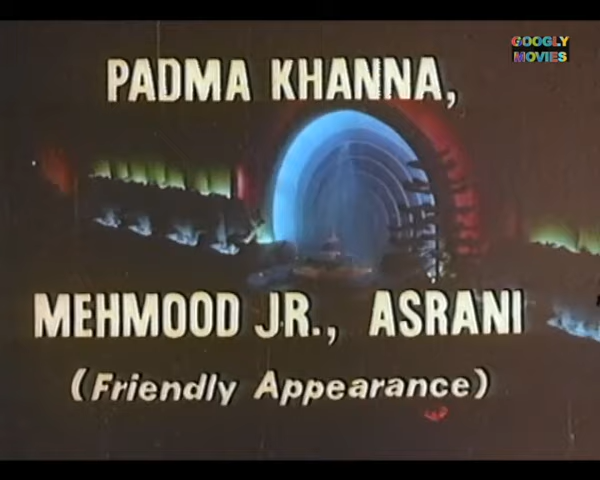 GOOGLY
MOVIES
PADMA KHANNA,
MEHMOOD JR., ASRANI
(Friendly Appearance)